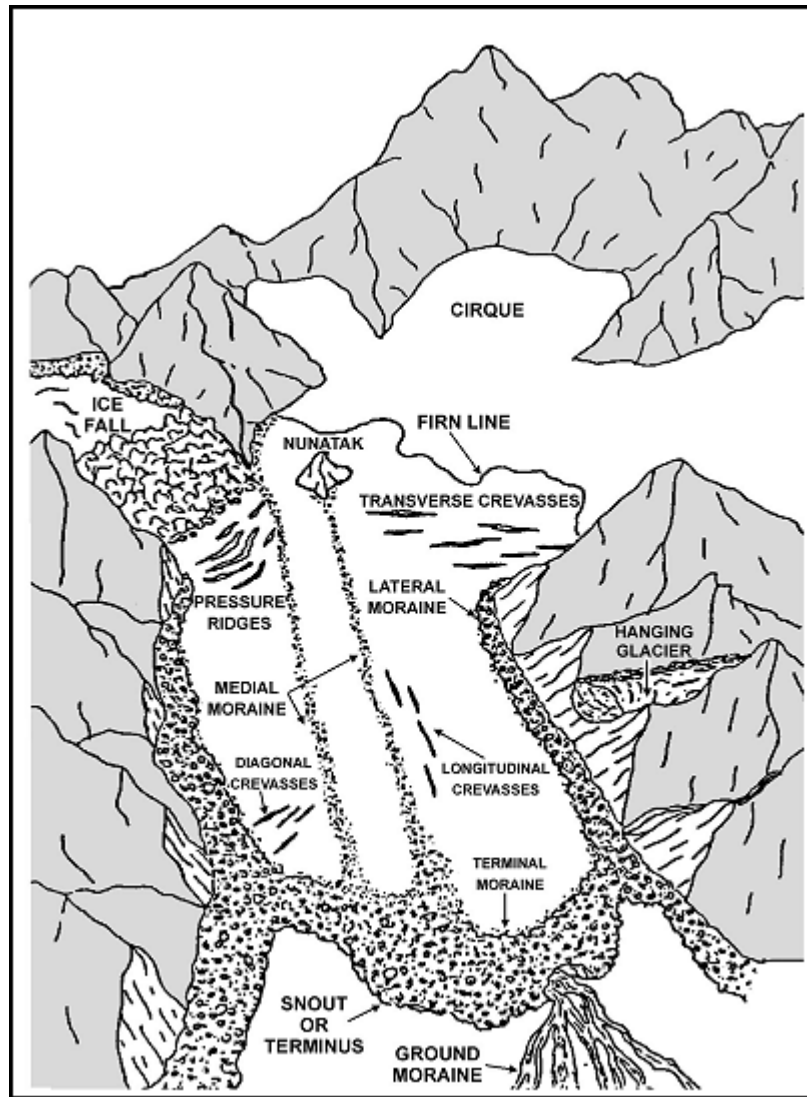 CIRQUE
ICE
FALL
NUNATAK
FIRN LINE
TRANSVERSE CREVASSES
PRESSURE
RIDGES
LATERAL
MORAINE
HANGING
GLACIER
MEDIAL
MORAINE
DIAGONAL
CREVASSES
LONGITUDINAL
CREVASSES
TERMINAL
MORAINE
SNOUT
OR
TERMINUS
GROUND
MORAINE